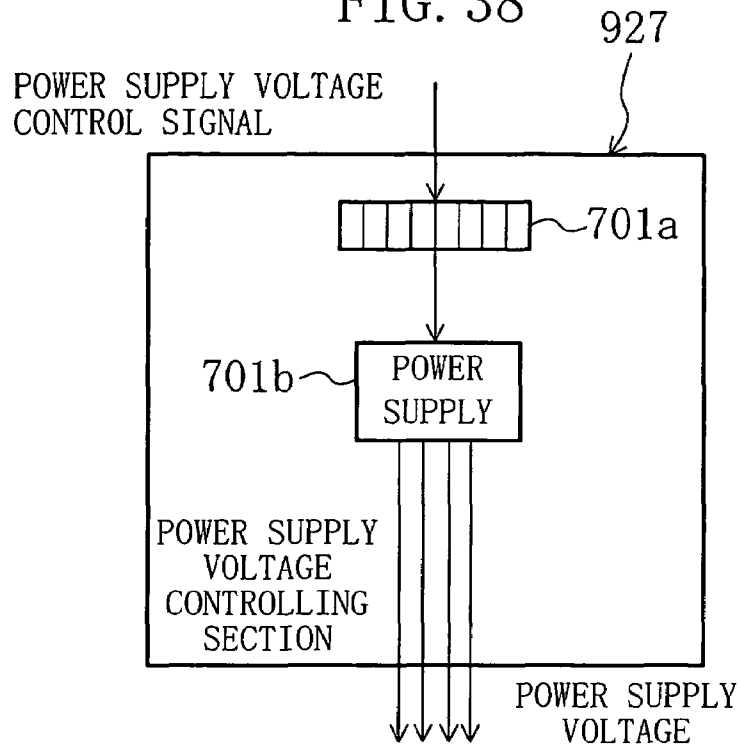 FIG. 38
927
POWER SUPPLY VOLTAGE
CONTROL SIGNAL
701a
701b
POWER
SUPPLY
POWER SUPPLY
VOLTAGE
CONTROLLING
SECTION
POWER SUPPLY
VOLTAGE